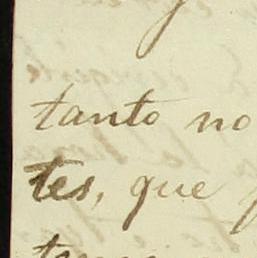 tanto no
tes, que